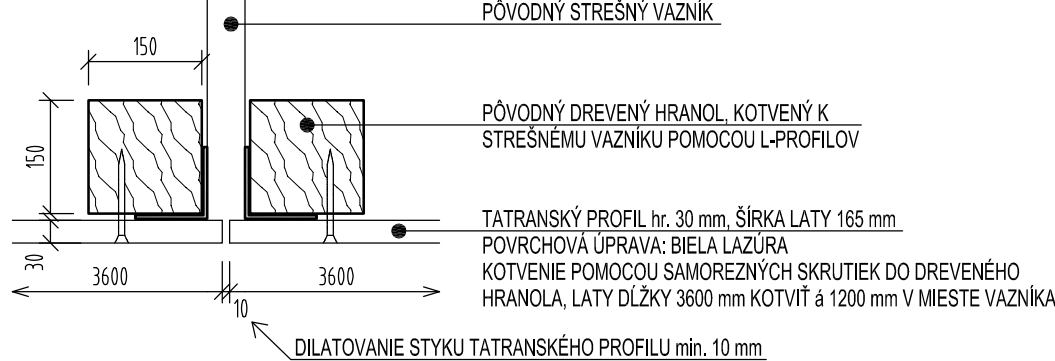 PÔVODNÝ STREŠNÝ VAZNÍK
150
PÔVODNÝ DREVENÝ HRANOL, KOTVENÝ K
STREŠNÉMU VAZNÍKU POMOCOU L-PROFILOV
150
TATRANSKÝ PROFIL hr. 30 mm, ŠÍRKA LATY 165 mm
POVRCHOVÁ ÚPRAVA: BIELA LAZÚRA
KOTVENIE POMOCOU SAMOREZNÝCH SKRUTIEK DO DREVENÉHO
HRANOLA, LATY DĹŽKY 3600 mm KOTVIŤ á 1200 mm V MIESTE VAZNÍKA
30
3600
3600
10
DILATOVANIE STYKU TATRANSKÉHO PROFILU min. 10 mm